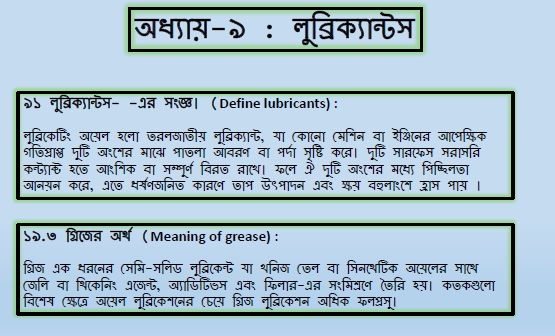 অধ্যায়-৯ : লুব্রিক্যান্টস
৯১ লুব্রিক্যান্টস- -এর সংজ্ঞ। ( Define lubricants) :
লুব্রিকেটিং অয়েল হলো তরলজাতীয় লুব্রিক্যান্ট, যা কোনো মেশিন বা ইঞ্জিনের আপেক্ষিক
গতিপ্রাপ্ত দুটি অংশের মাঝে পাতলা আবরণ বা পর্দা সৃষ্টি করে। দুটি সারফেস সরাসরি
কন্ট্যাক্ট হতে আংশিক বা সম্পূর্ণ বিরত রাখে। ফলে ঐ দুটি অংশের মধ্যে পিচ্ছিলতা
আনয়ন করে, এতে ধর্ষণজনিত কারণে তাপ উৎপাদন এবং ক্ষয় বহুলাংশে হ্রাস পায় ।
১৯.৩ গ্রিজের অর্থ ( Meaning of grease) :
গ্রিজ এক ধরনের সেমি-সলিড লুব্রিকেন্ট যা খনিজ তেল বা সিনথেটিক অয়েলের সাথে
জেলি বা থিকেনিং এজেন্ট, অ্যাডিটিভস এবং ফিলার-এর সংমিশ্রণে তৈরি হয়। কতকগুলো
বিশেষ ক্ষেত্রে অয়েল লুব্রিকেশনের চেয়ে গ্রিজ লুব্রিকেশন অধিক ফলপ্রসূ।